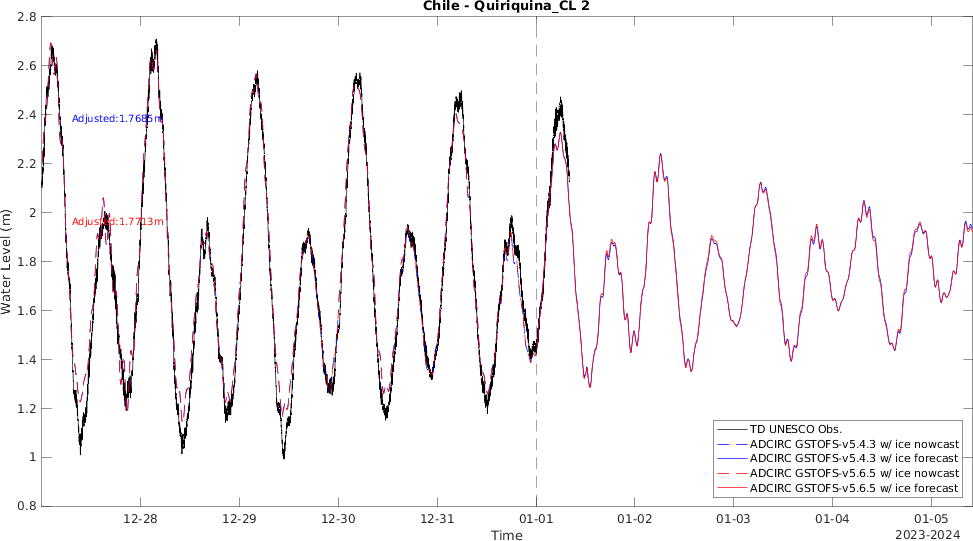 Chile - Quiriquina_CL 2
2.8
2.6
2.4
2.2
2
1.8
1.6
1.4
1.2
1
0.8
Water Level (m)
Adjusted:1.7685m
Adjusted:1.7713m
TD UNESCO Obs.
ADCIRC GSTOFS-v5.4.3 w/ ice nowcast
ADCIRC GSTOFS-v5.4.3 w/ ice forecast
ADCIRC GSTOFS-v5.6.5 w/ ice nowcast
ADCIRC GSTOFS-v5.6.5 w/ ice forecast
12-28 12-29 12-30 12-31 01-01 01-02 01-03 01-04 01-05
Time
2023-2024